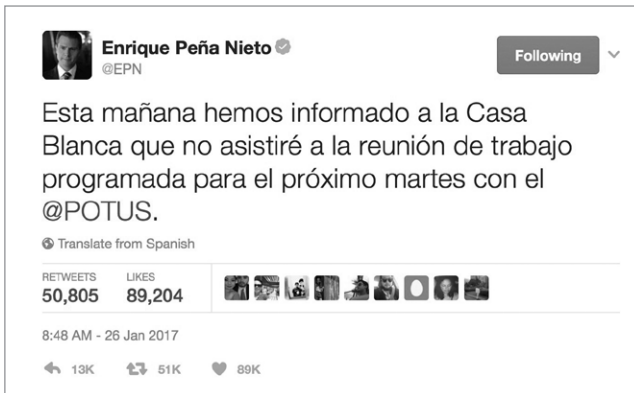 Enrique Peña Nieto
@EPN
Following
Esta mañana hemos informado a la Casa
Blanca que no asistiré a la reunión de trabajo
programada para el próximo martes con el
@POTUS.
Translate from Spanish
RETWEETS LIKES
50,805 89,204
8:48 AM - 26 Jan 2017
13K 51K 89K